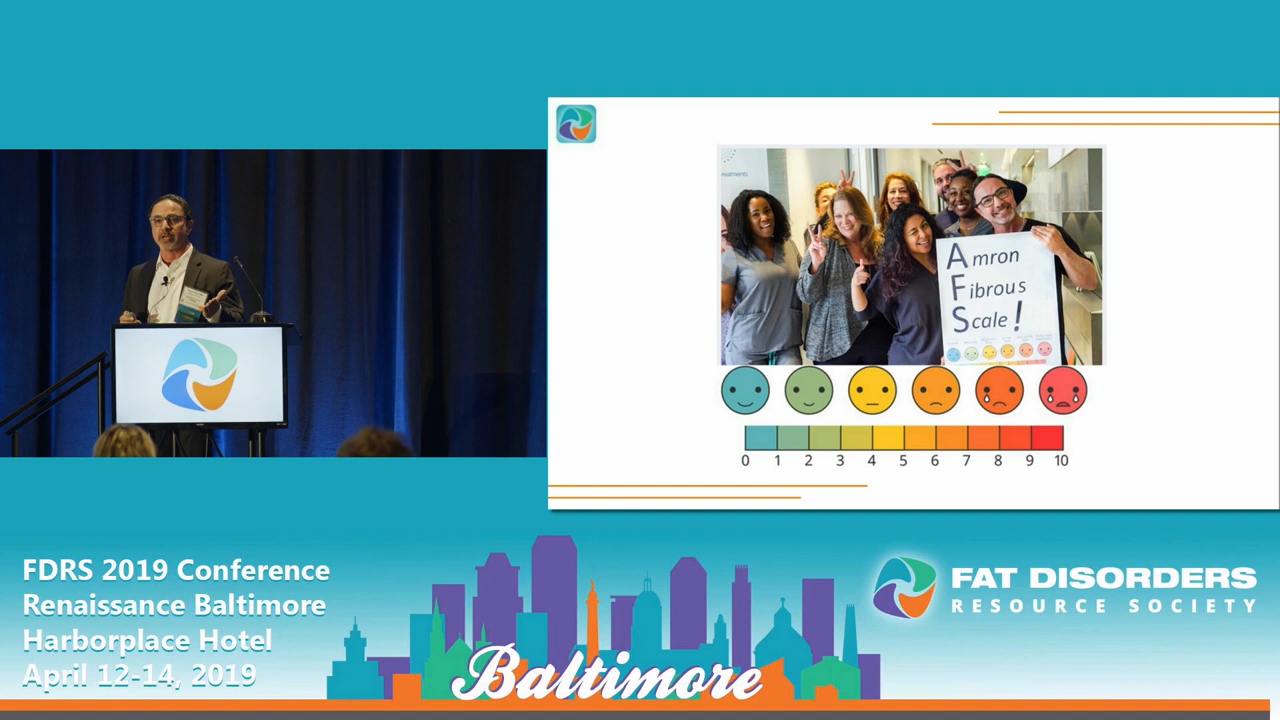 eatments
Amron
Fibrous
Scale!
0 1 2 3 4 5 6 7 8 9 10
FDRS 2019 Conference
Renaissance Baltimore
Harborplace Hotel
April 12-14, 2019
Baltimore
FAT DISORDERS
RESOURCE SOCIETY